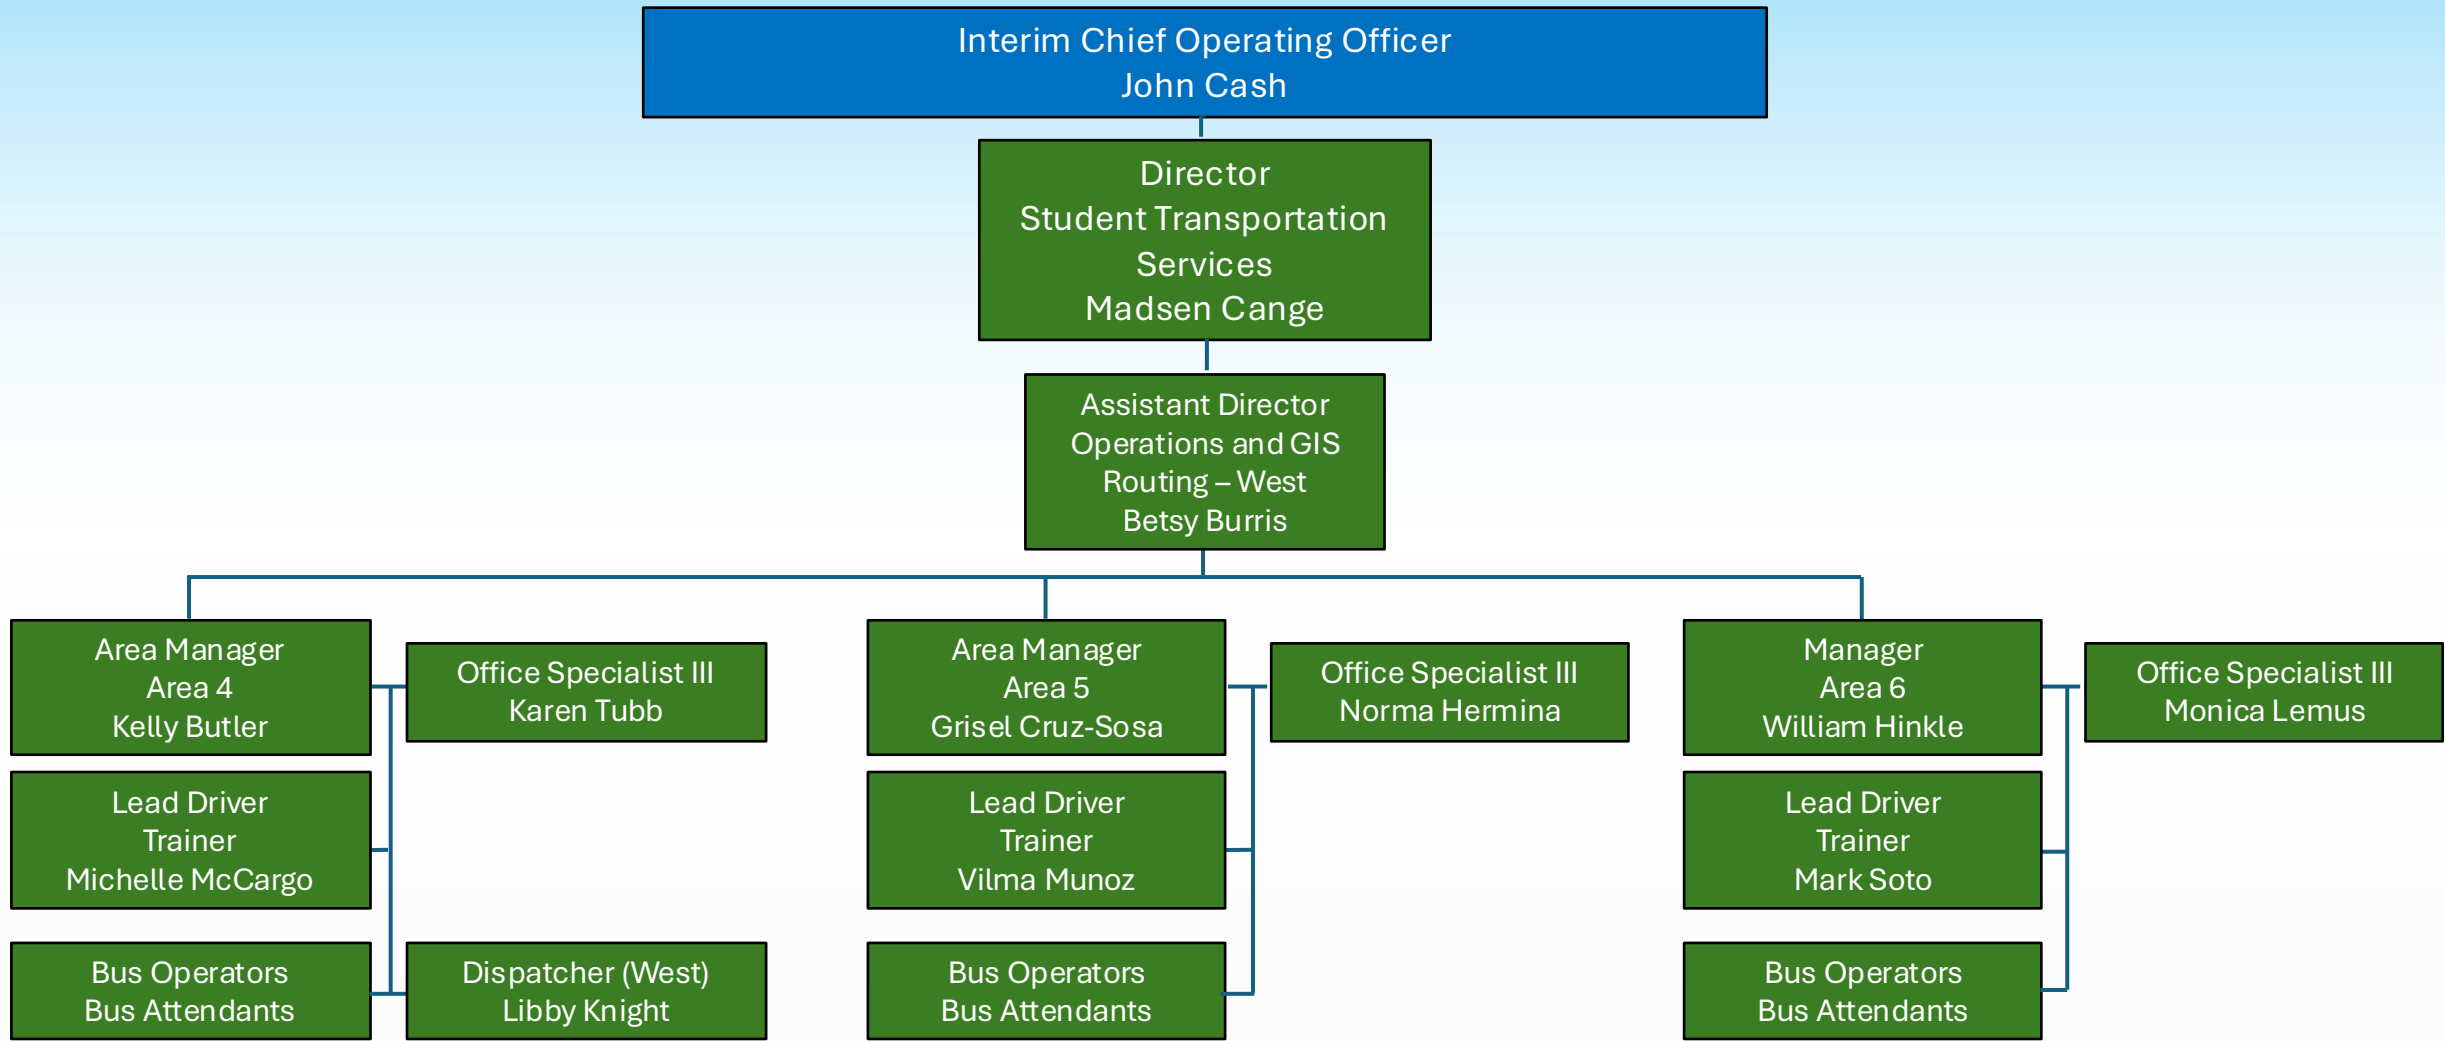 Interim Chief Operating Officer
John Cash
Director
Student Transportation
Services
Madsen Cange
Assistant Director
Operations and GIS
Routing – West
Betsy Burris
Area Manager
Area 4
Kelly Butler
Office Specialist III
Karen Tubb
Lead Driver
Trainer
Michelle McCargo
Bus Operators
Bus Attendants
Dispatcher (West)
Libby Knight
Area Manager
Area 5
Grisel Cruz-Sosa
Office Specialist III
Norma Hermina
Lead Driver
Trainer
Vilma Munoz
Bus Operators
Bus Attendants
Manager
Area 6
William Hinkle
Office Specialist III
Monica Lemus
Lead Driver
Trainer
Mark Soto
Bus Operators
Bus Attendants